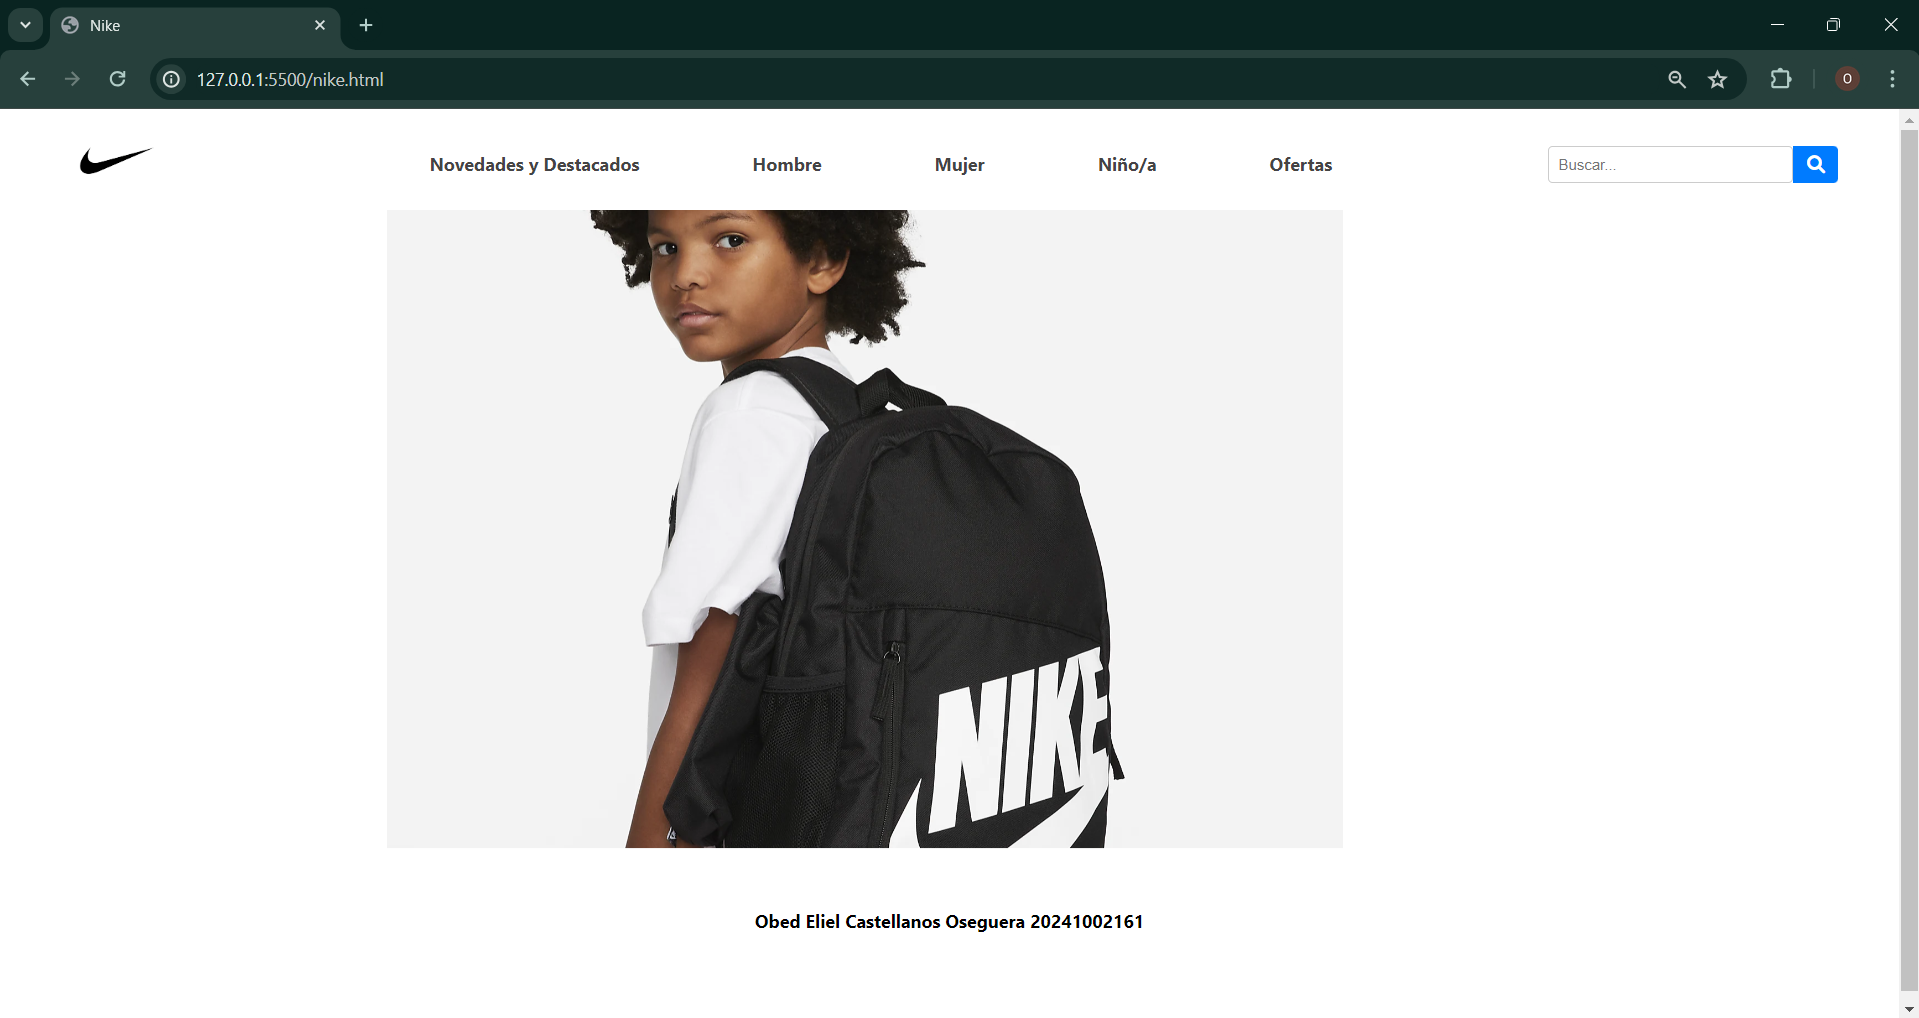 Nike
127.0.0.1:5500/nike.html
O
Novedades y Destacados Hombre Mujer Niño/a Ofertas Buscar...
NIKE
Obed Eliel Castellanos Oseguera 20241002161